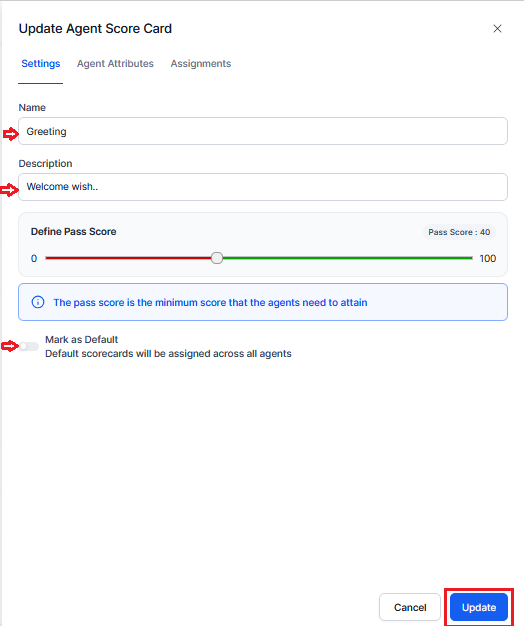 Update Agent Score Card
Settings Agent Attributes Assignments
Name
Greeting
Description
Welcome wish..
Define Pass Score Pass Score : 40
0 100
The pass score is the minimum score that the agents need to attain
Mark as Default
Default scorecards will be assigned across all agents
Cancel Update